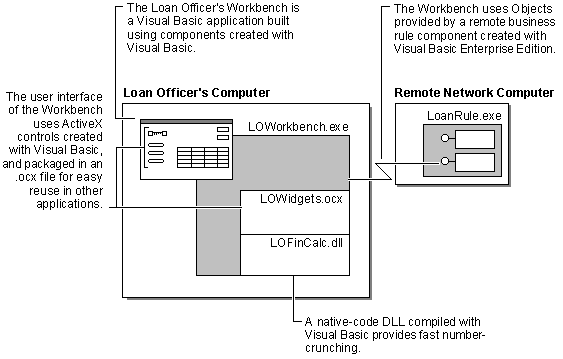 The Loan Officer's Workbench is
a Visual Basic application built
using components created with
Visual Basic.
The Workbench uses Objects
provided by a remote business
rule component created with
Visual Basic Enterprise Edition.
Loan Officer's Computer
Remote Network Computer
The user interface
of the Workbench
uses ActiveX
controls created
with Visual Basic,
and packaged in an
.ocx file for easy
reuse in other
applications.
LOWorkbench.exe
LoanRule.exe
LOWidgets.ocx
LOFinCalc.dll
A native-code DLL compiled with
Visual Basic provides fast number-
crunching.